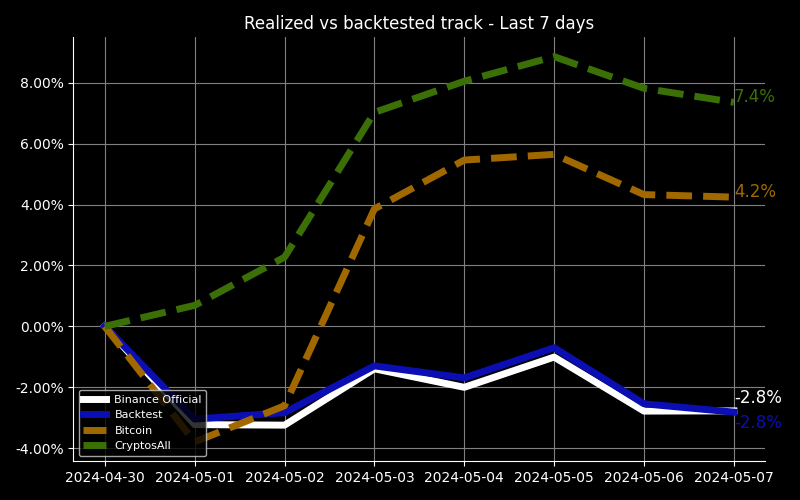 Realized vs backtested track - Last 7 days
8.00%
6.00%
4.00%
2.00%
0.00%
-2.00%
-4.00%
7.4%
4.2%
-2.8%
-2.8%
Binance Official
Backtest
Bitcoin
CryptosAll
2024-04-30 2024-05-01 2024-05-02 2024-05-03 2024-05-04 2024-05-05 2024-05-06 2024-05-07